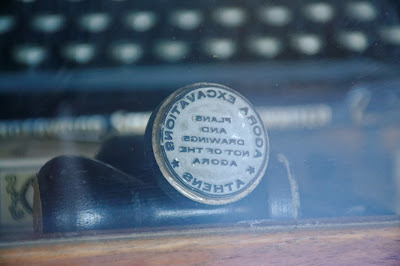 AGORA EXCAVATIONS
PLANS
AND
DRAWINGS
NOT OF THE
AGORA
★ ATHENS ★